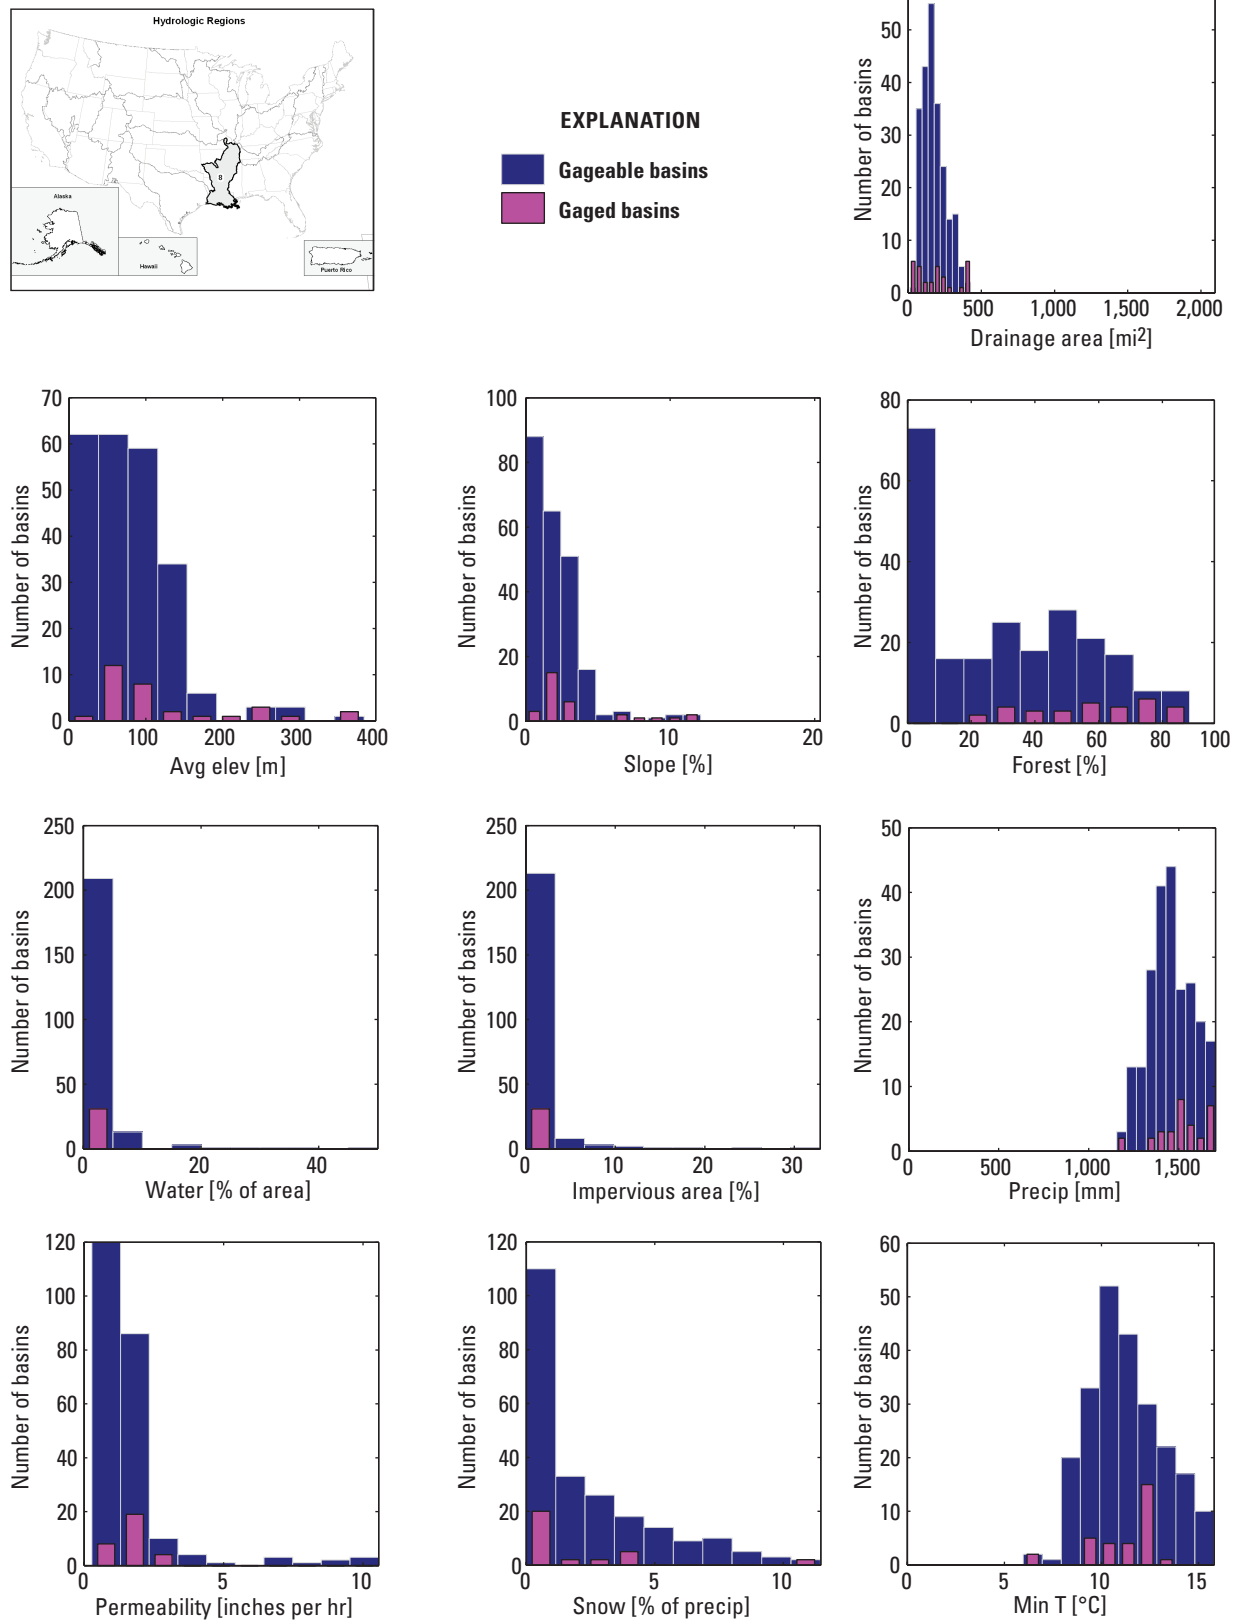 Hydrologic Regions
8
Alaska
Hawaii
Puerto Rico
EXPLANATION
Gageable basins
Gaged basins
Number of basins
50
40
30
20
10
0
0 500 1,000 1,500 2,000
Drainage area [mi2]
Number of basins
70
60
50
40
30
20
10
0
0 100 200 300 400
Avg elev [m]
Number of basins
100
80
60
40
20
0
0 10 20
Slope [%]
Number of basins
80
60
40
20
0
0 20 40 60 80 100
Forest [%]
Number of basins
250
200
150
100
50
0
0 20 40
Water [% of area]
Number of basins
250
200
150
100
50
0
0 10 20 30
Impervious area [%]
Nnumber of basins
50
40
30
20
10
0
0 500 1,000 1,500
Precip [mm]
Number of basins
120
100
80
60
40
20
0
0 5 10
Permeability [inches per hr]
Number of basins
120
100
80
60
40
20
0
0 5 10
Snow [% of precip]
Number of basins
60
50
40
30
20
10
0
0 5 10 15
Min T [°C]